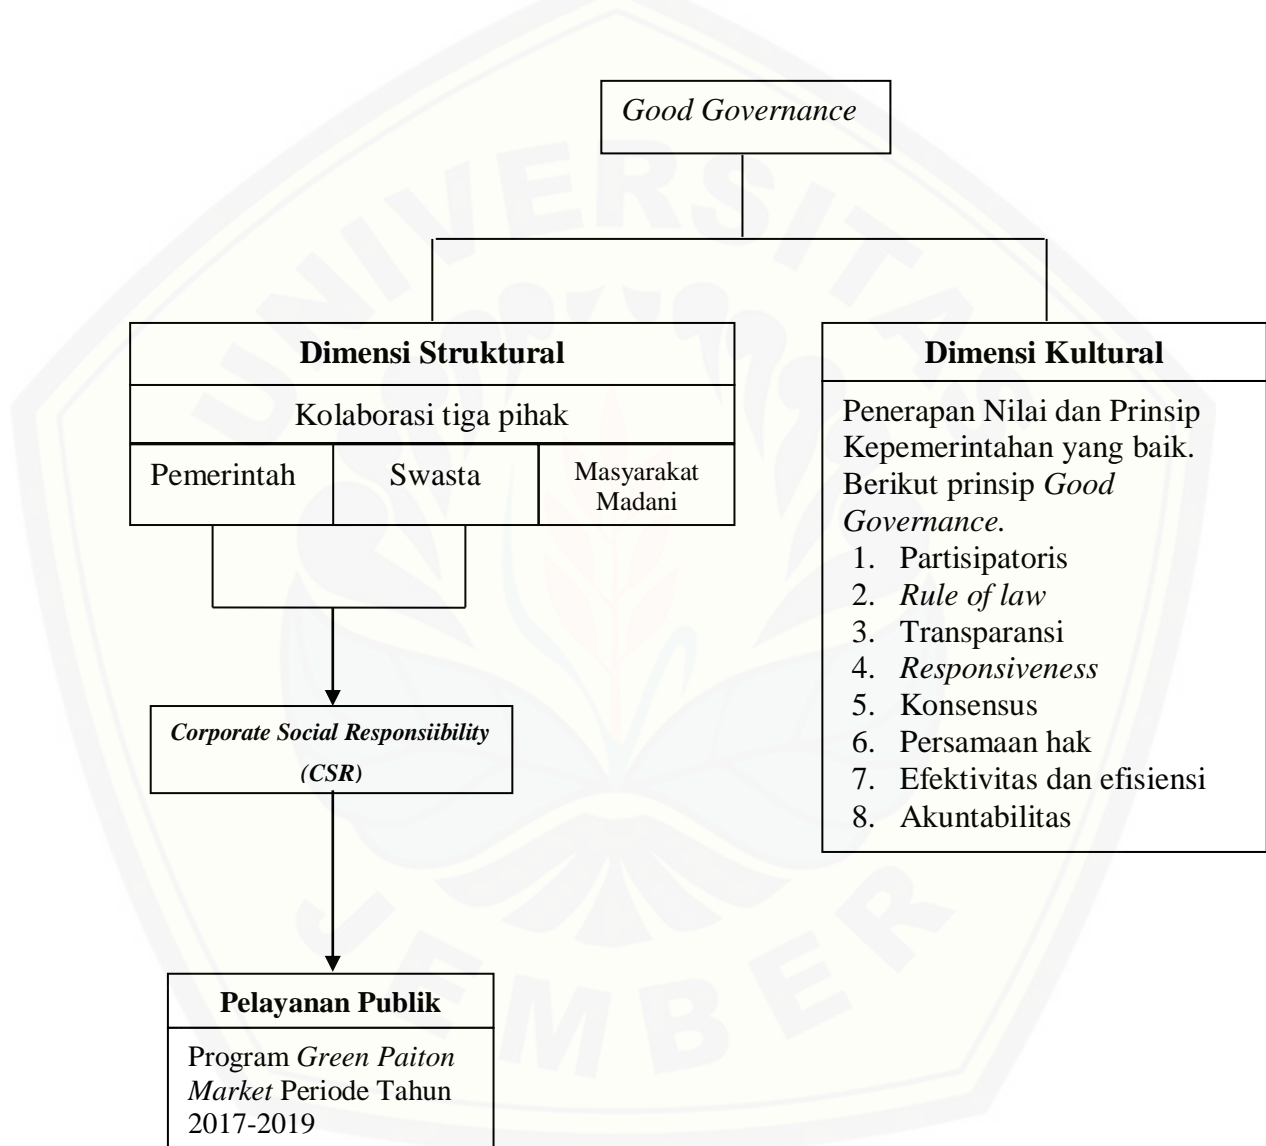 Good Governance
Dimensi Struktural
Kolaborasi tiga pihak
Pemerintah
Swasta
Masyarakat
Madani
Dimensi Kultural
Penerapan Nilai dan Prinsip
Kepemerintahan yang baik.
Berikut prinsip Good
Governance.
1. Partisipatoris
2. Rule of law
3. Transparansi
4. Responsiveness
5. Konsensus
6. Persamaan hak
7. Efektivitas dan efisiensi
8. Akuntabilitas
Corporate Social Responsiibility
(CSR)
Pelayanan Publik
Program Green Paiton
Market Periode Tahun
2017-2019
UNIVERSITAS
JEMBER